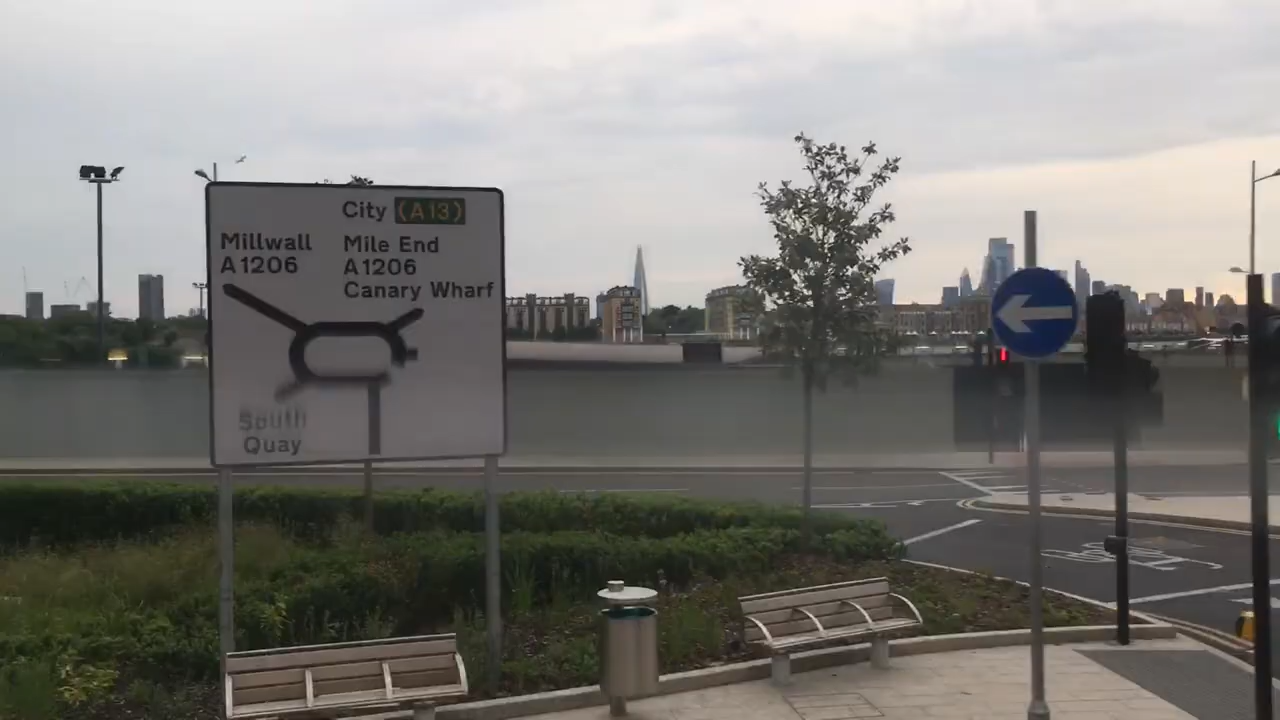 City (A13)
Millwall
A1206
Mile End
A1206
Canary Wharf
South
Quay